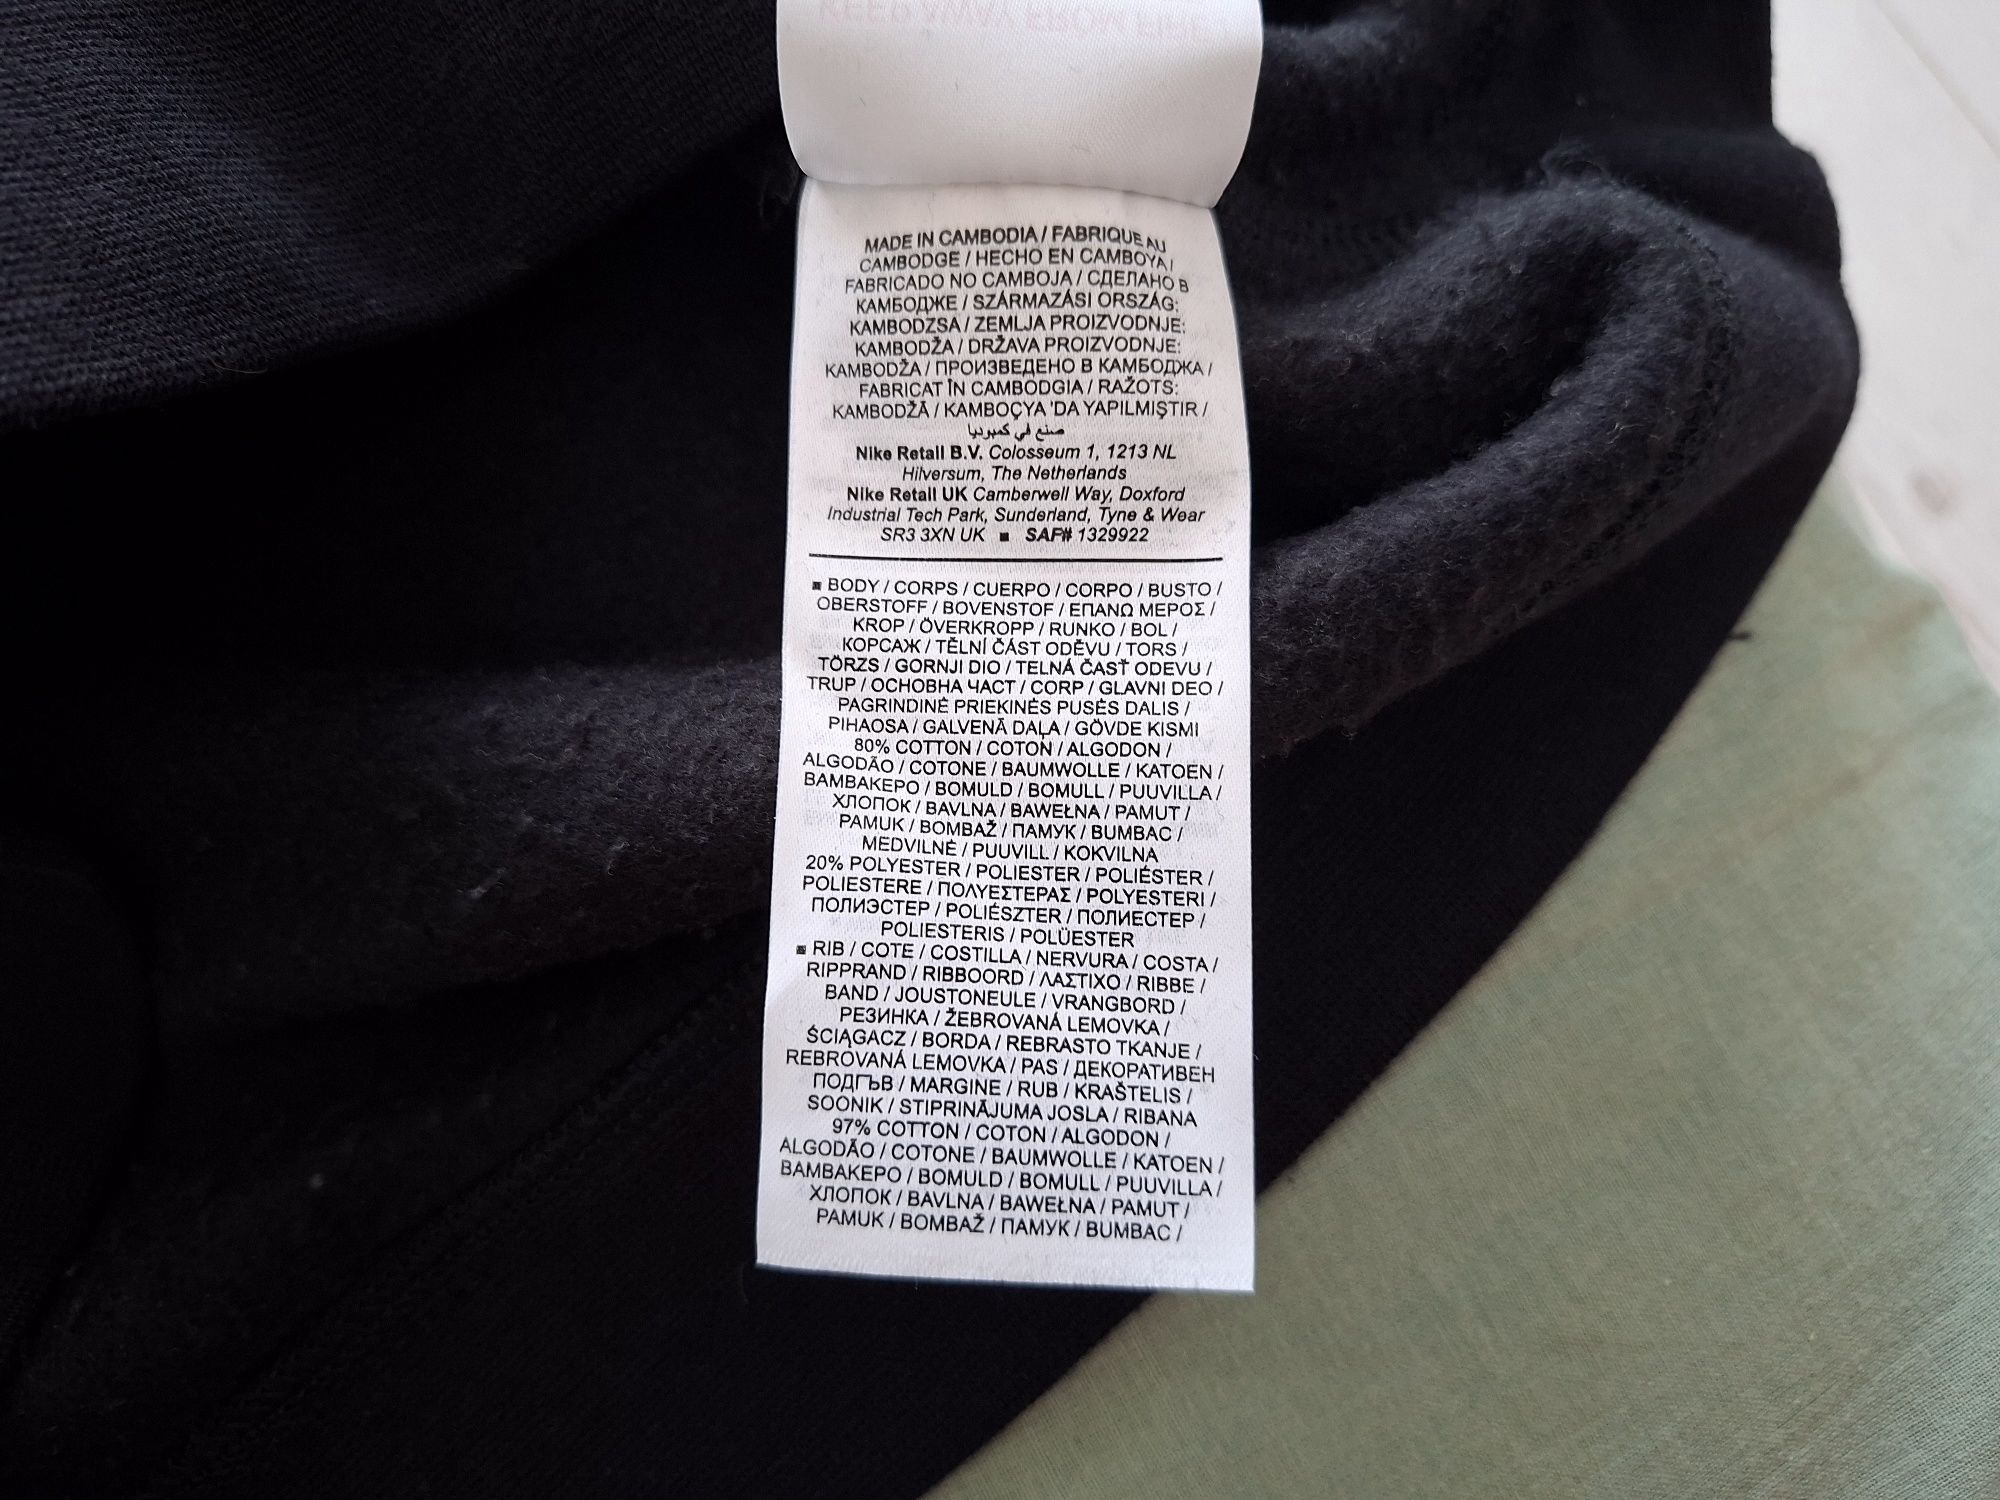 KEEP AWAY FROM FIRE
MADE IN CAMBODIA / FABRIQUE AU
CAMBODGE / HECHO EN CAMBOYA /
FABRICADO NO CAMBOJA / СДЕЛАНО В
КАМБОДЖЕ / SZÁRMAZÁSI ORSZÁG:
KAMBODZSA / ZEMLJA PROIZVODNJE:
KAMBODŽA / DRŽAVA PROIZVODNJE:
KAMBODŽA / ПРОИЗВЕДЕНО В КАМБОДЖА /
FABRICAT ÎN CAMBODGIA / RAŽOTS:
KAMBODŽĀ / KAMBOÇYA 'DA YAPILMIŞTIR /
صنع في كمبرديا
Nike Retail B.V. Colosseum 1, 1213 NL
Hilversum, The Netherlands
Nike Retail UK Camberwell Way, Doxford
Industrial Tech Park, Sunderland, Tyne & Wear
SR3 3XN UK ■ SAF# 1329922
■ BODY / CORPS / CUERPO / CORPO / BUSTO /
OBERSTOFF / BOVENSTOF / ΕΠΑΝΩ ΜΕΡΟΣ /
KROP / ÖVERKROPP / RUNKO / BOL /
КОРСАЖ / TĚLNÍ ČÁST ODĚVU / TORS /
TÖRZS / GORNJI DIO / TELNÁ ČASŤ ODEVU /
TRUP / ОСНОВНА ЧАСТ / CORP / GLAVNI DEO /
PAGRINDINĖ PRIEKINĖS PUSĖS DALIS /
PIHAOSA / GALVENĀ DAĻA / GÖVDE KISMI
80% COTTON / COTON / ALGODON /
ALGODÃO / COTONE / BAUMWOLLE / KATOEN /
ΒΑΜΒΑΚΕΡΟ / BOMULD / BOMULL / PUUVILLA /
ХЛОПОК / BAVLNA / BAWEŁNA / PAMUT /
PAMUK / BOMBAŽ / ПАМУК / BUMBAC /
MEDVILNĖ / PUUVILL / KOKVILNA
20% POLYESTER / POLIESTER / POLIÉSTER /
POLIESTERE / ΠΟΛΥΕΣΤΕΡΑΣ / POLYESTERI /
ПОЛИЭСТЕР / POLIÉSZTER / ПОЛИЕСТЕР /
POLIESTERIS / POLÜESTER
■ RIB / COTE / COSTILLA / NERVURA / COSTA /
RIPPRAND / RIBBOORD / ΛΑΣΤΙΧΟ / RIBBE /
BAND / JOUSTONEULE / VRANGBORD /
РЕЗИНКА / ŽEBROVANÁ LEMOVKA /
ŚCIĄGACZ / BORDA / REBRASTO TKANJE /
REBROVANÁ LEMOVKA / PAS / ДЕКОРАТИВЕН
ПОДГЪВ / MARGINE / RUB / KRAŠTELIS /
SOONIK / STIPRINĀJUMA JOSLA / RIBANA
97% COTTON / COTON / ALGODON /
ALGODÃO / COTONE / BAUMWOLLE / KATOEN /
ΒΑΜΒΑΚΕΡΟ / BOMULD / BOMULL / PUUVILLA /
ХЛОПОК / BAVLNA / BAWEŁNA / PAMUT /
PAMUK / BOMBAŽ / ПАМУК / BUMBAC /